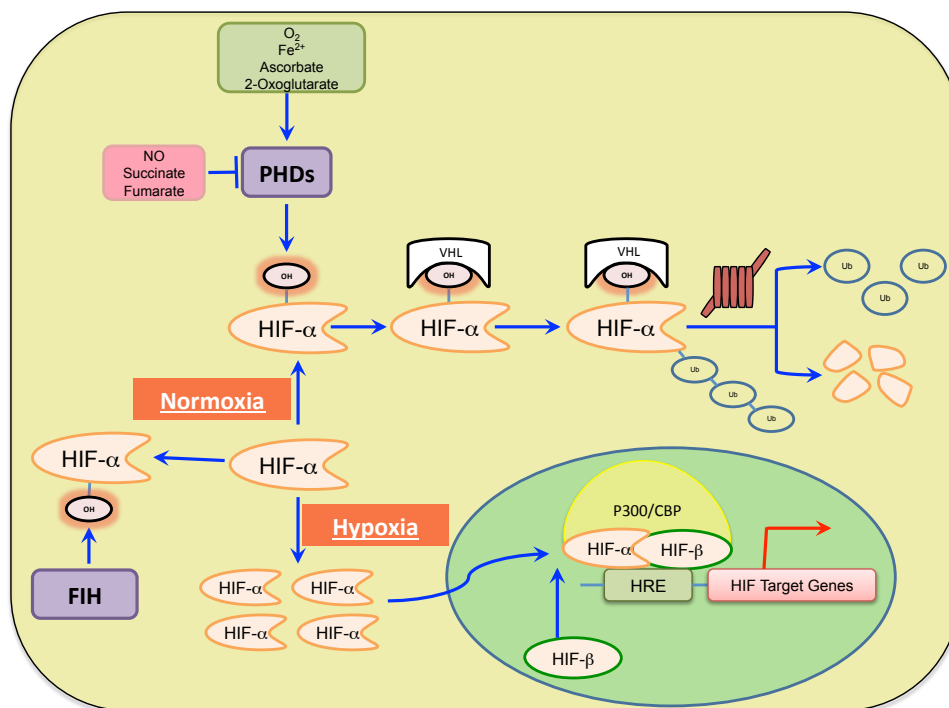 O₂
Fe²⁺
Ascorbate
2-Oxoglutarate
NO
Succinate
Fumarate
PHDs
OH
VHL
OH
VHL
OH
HIF-α
HIF-α
HIF-α
Ub
Ub
Ub
Ub
Ub
Ub
Normoxia
HIF-α
HIF-α
OH
Hypoxia
FIH
HIF-α
HIF-α
HIF-α
HIF-α
P300/CBP
HIF-α
HIF-β
HRE
HIF Target Genes
HIF-β